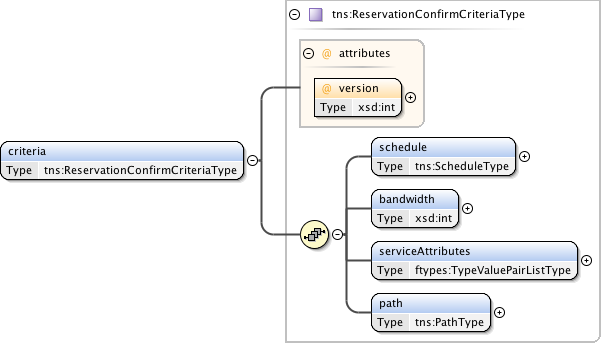 tns:ReservationConfirmCriteriaType
@ attributes
@ version
Type xsd:int
criteria
Type tns:ReservationConfirmCriteriaType
schedule
Type tns:ScheduleType
bandwidth
Type xsd:int
serviceAttributes
Type ftypes:TypeValuePairListType
path
Type tns:PathType